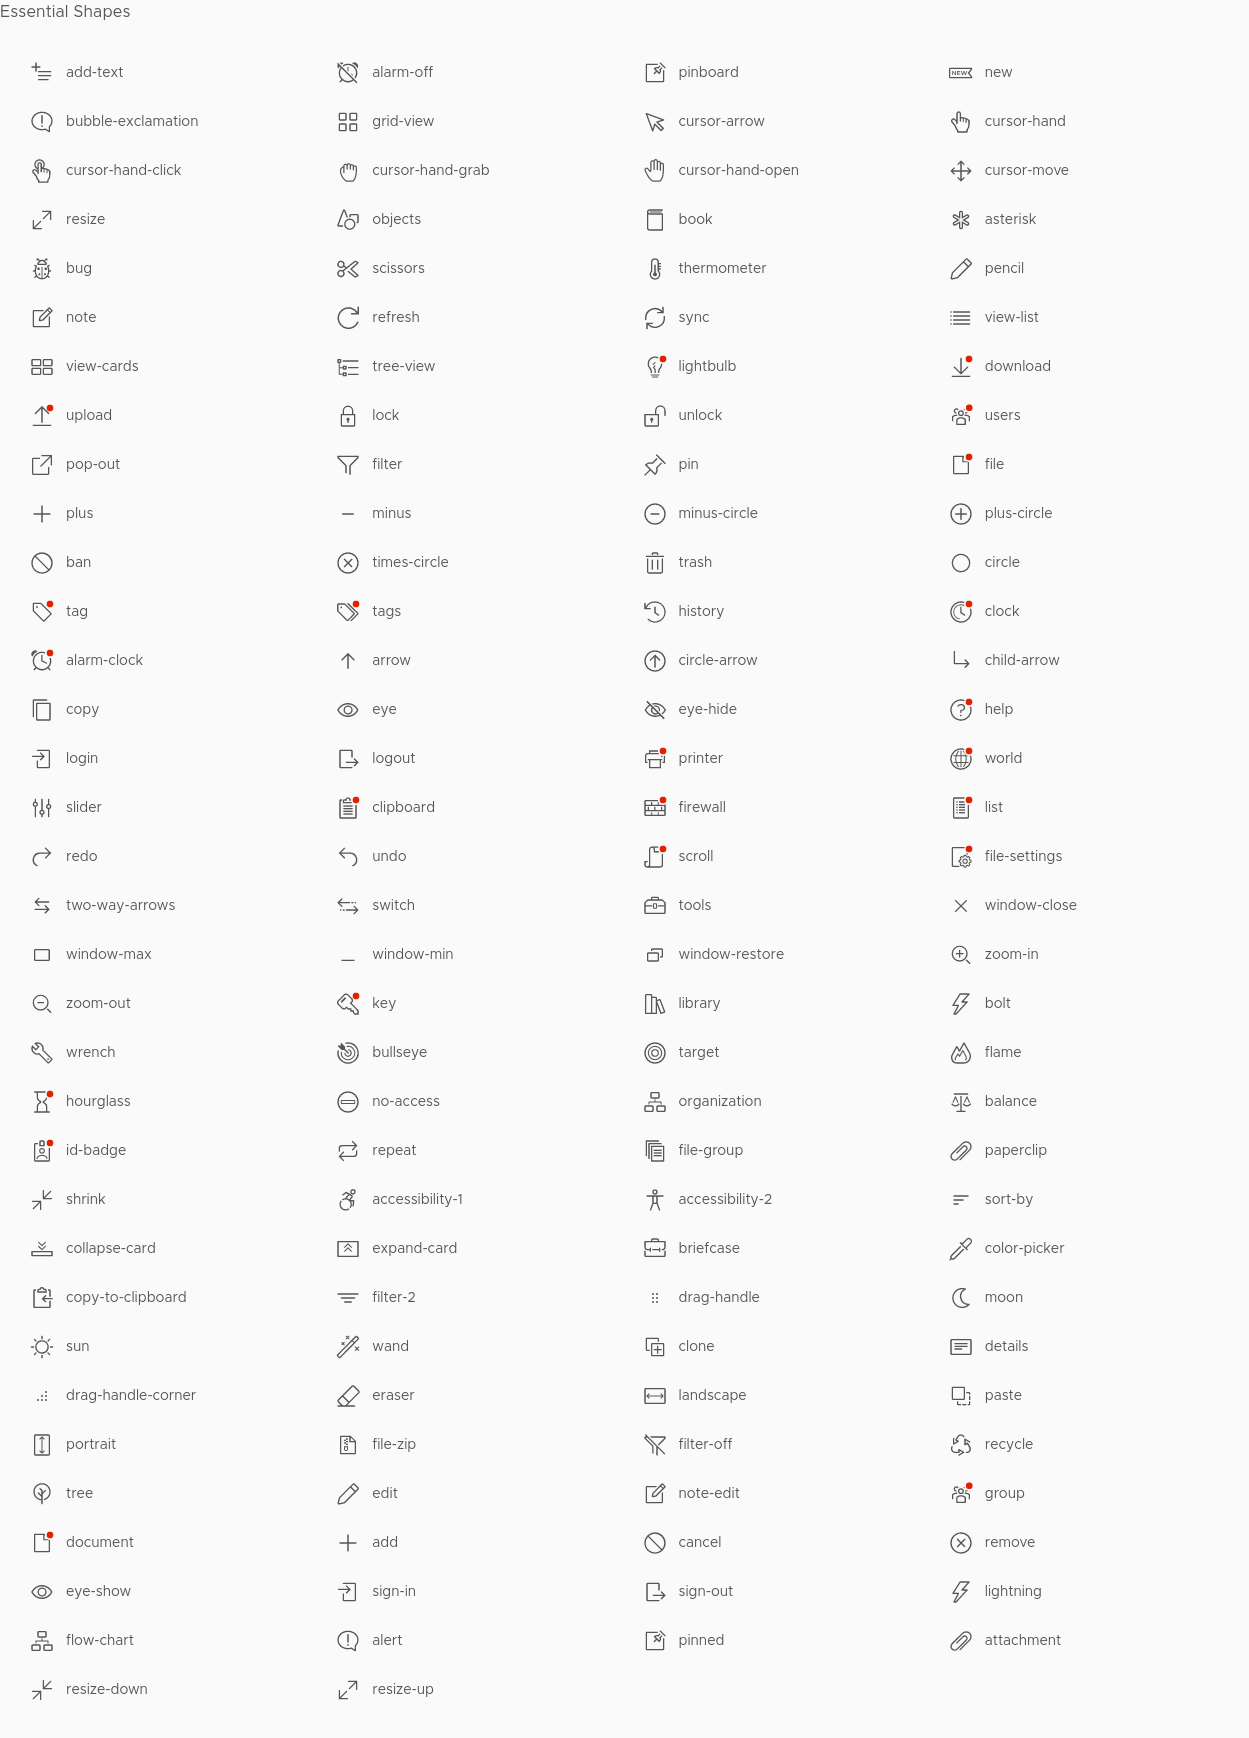 Essential Shapes
add-text alarm-off pinboard NEW new
bubble-exclamation grid-view cursor-arrow cursor-hand
cursor-hand-click cursor-hand-grab cursor-hand-open cursor-move
resize objects book asterisk
bug scissors thermometer pencil
note refresh sync view-list
view-cards tree-view lightbulb download
upload lock unlock users
pop-out filter pin file
plus minus minus-circle plus-circle
ban times-circle trash circle
tag tags history clock
alarm-clock arrow circle-arrow child-arrow
copy eye eye-hide help
login logout printer world
slider clipboard firewall list
redo undo scroll file-settings
two-way-arrows switch tools window-close
window-max window-min window-restore zoom-in
zoom-out key library bolt
wrench bullseye target flame
hourglass no-access organization balance
id-badge repeat file-group paperclip
shrink accessibility-1 accessibility-2 sort-by
collapse-card expand-card briefcase color-picker
copy-to-clipboard filter-2 drag-handle moon
sun wand clone details
drag-handle-corner eraser landscape paste
portrait file-zip filter-off recycle
tree edit note-edit group
document add cancel remove
eye-show sign-in sign-out lightning
flow-chart alert pinned attachment
resize-down resize-up